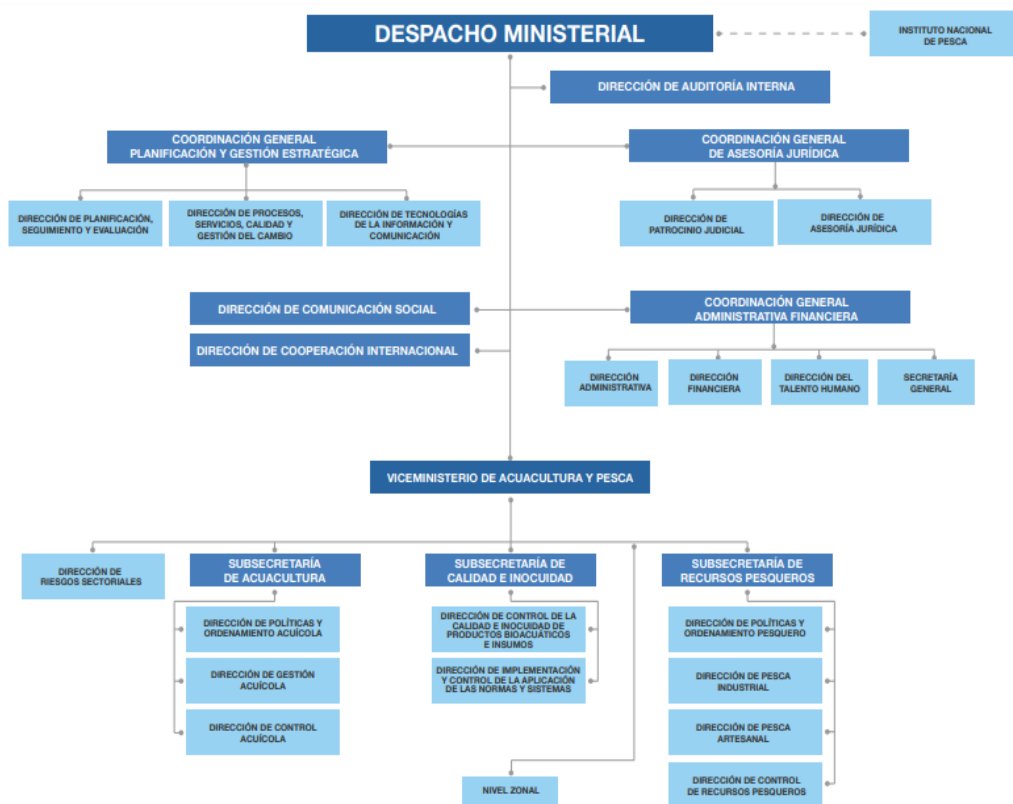 DESPACHO MINISTERIAL
INSTITUTO NACIONAL
DE PESCA
DIRECCIÓN DE AUDITORÍA INTERNA
COORDINACIÓN GENERAL
PLANIFICACIÓN Y GESTIÓN ESTRATÉGICA
COORDINACIÓN GENERAL
DE ASESORÍA JURÍDICA
DIRECCIÓN DE PLANIFICACIÓN,
SEGUIMIENTO Y EVALUACIÓN
DIRECCIÓN DE PROCESOS,
SERVICIOS, CALIDAD Y
GESTIÓN DEL CAMBIO
DIRECCIÓN DE TECNOLOGÍAS
DE LA INFORMACIÓN Y
COMUNICACIÓN
DIRECCIÓN DE
PATROCINIO JUDICIAL
DIRECCIÓN DE
ASESORÍA JURÍDICA
DIRECCIÓN DE COMUNICACIÓN SOCIAL
COORDINACIÓN GENERAL
ADMINISTRATIVA FINANCIERA
DIRECCIÓN DE COOPERACIÓN INTERNACIONAL
DIRECCIÓN
ADMINISTRATIVA
DIRECCIÓN
FINANCIERA
DIRECCIÓN DEL
TALENTO HUMANO
SECRETARÍA
GENERAL
VICEMINISTERIO DE ACUACULTURA Y PESCA
DIRECCIÓN DE
RIESGOS SECTORIALES
SUBSECRETARÍA
DE ACUACULTURA
SUBSECRETARÍA DE
CALIDAD E INOCUIDAD
SUBSECRETARÍA DE
RECURSOS PESQUEROS
DIRECCIÓN DE POLÍTICAS Y
ORDENAMIENTO ACUÍCOLA
DIRECCIÓN DE GESTIÓN
ACUÍCOLA
DIRECCIÓN DE CONTROL
ACUÍCOLA
DIRECCIÓN DE CONTROL DE LA
CALIDAD E INOCUIDAD DE
PRODUCTOS BIOACUÁTICOS
E INSUMOS
DIRECCIÓN DE IMPLEMENTACIÓN
Y CONTROL DE LA APLICACIÓN
DE LAS NORMAS Y SISTEMAS
DIRECCIÓN DE POLÍTICAS Y
ORDENAMIENTO PESQUERO
DIRECCIÓN DE PESCA
INDUSTRIAL
DIRECCIÓN DE PESCA
ARTESANAL
DIRECCIÓN DE CONTROL
DE RECURSOS PESQUEROS
NIVEL ZONAL